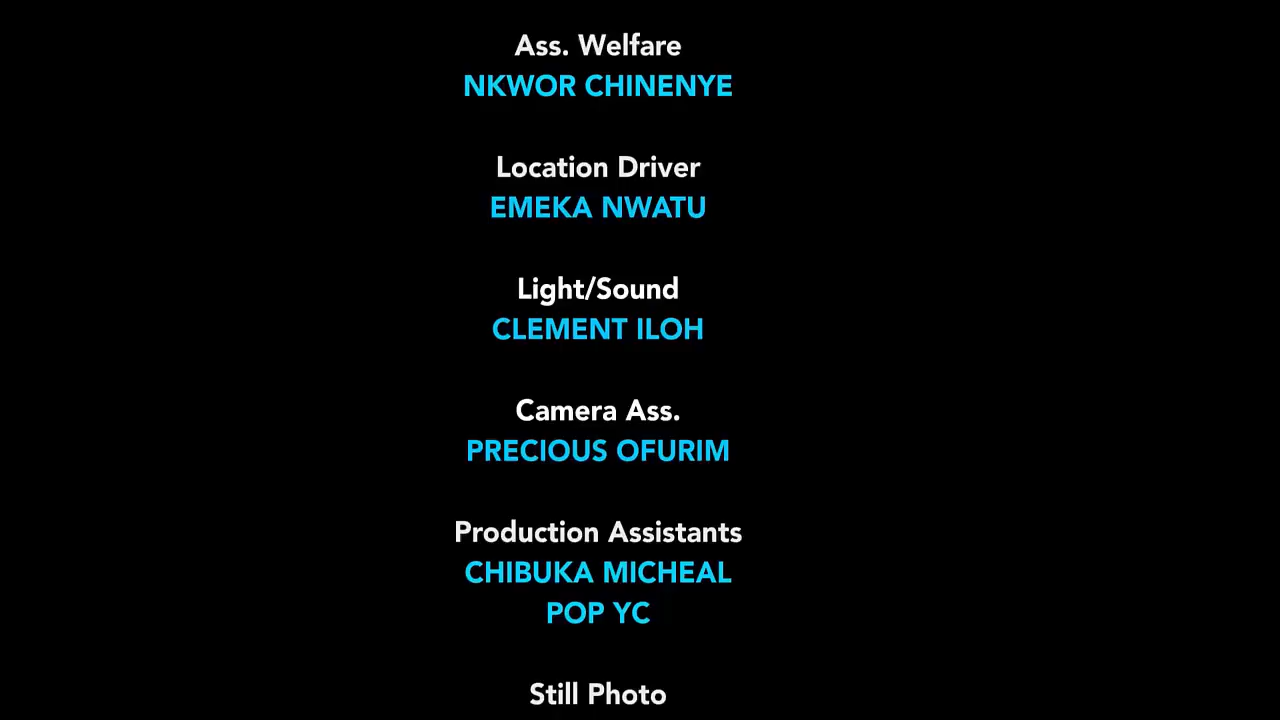 Ass. Welfare
NKWOR CHINENYE
Location Driver
EMEKA NWATU
Light/Sound
CLEMENT ILOH
Camera Ass.
PRECIOUS OFURIM
Production Assistants
CHIBUKA MICHEAL
POP YC
Still Photo